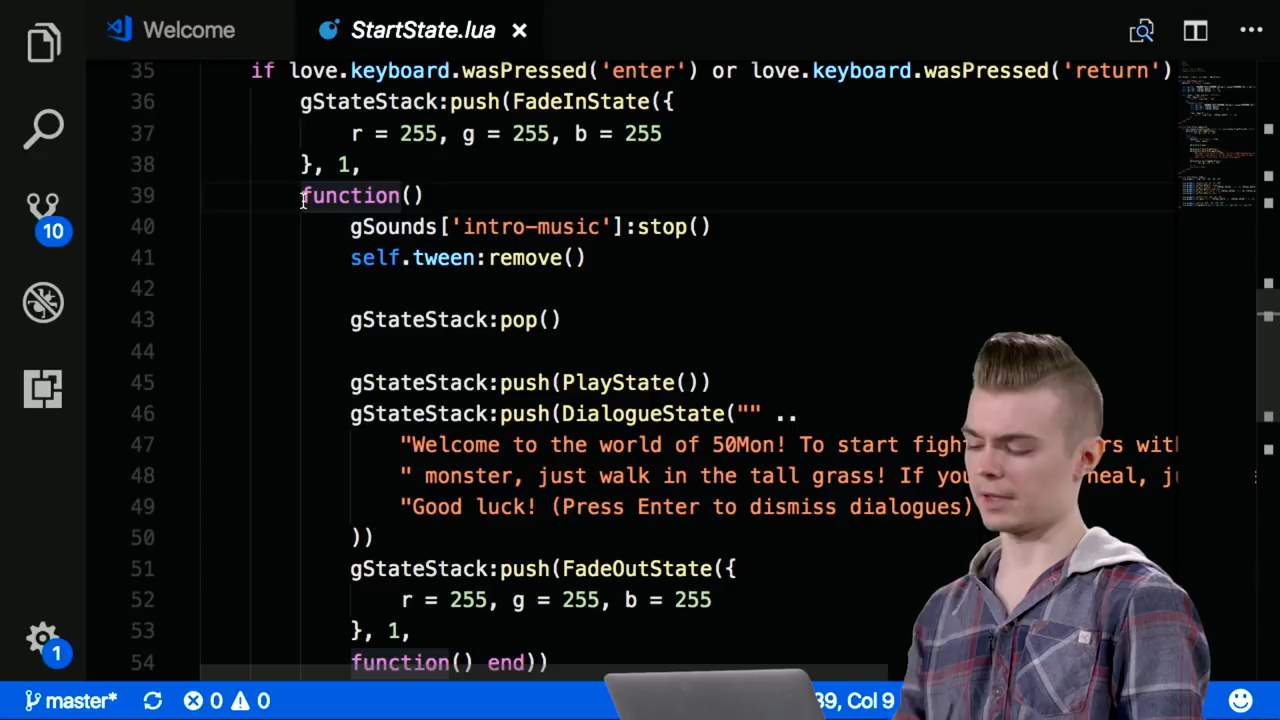 Welcome
StartState.lua
35 if love.keyboard.wasPressed('enter') or love.keyboard.wasPressed('return')
36 gStateStack:push(FadeInState({
37 r = 255, g = 255, b = 255
38 }, 1,
39 function()
40 gSounds['intro-music']:stop()
41 self.tween:remove()
42
43 gStateStack:pop()
44
45 gStateStack:push(PlayState())
46 gStateStack:push(DialogueState("" ..
47 "Welcome to the world of 50Mon! To start
48 " monster, just walk in the tall grass! If
49 "Good luck! (Press Enter to dismiss dialogues)
50 ))
51 gStateStack:push(FadeOutState({
52 r = 255, g = 255, b = 255
53 }, 1,
54 function() end))
10
1
master* 0 0 39, Col 9